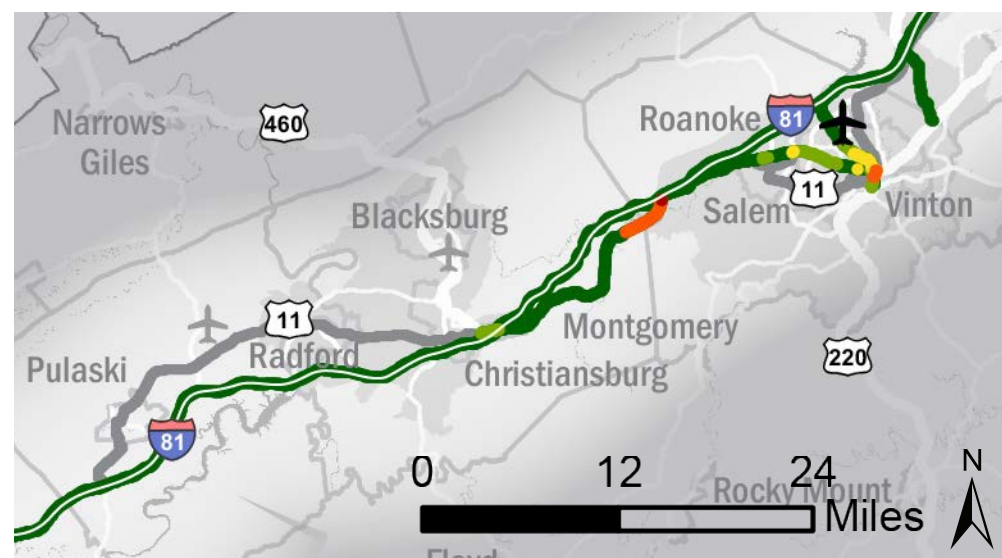 Narrows
Giles
460
Roanoke
81
Blacksburg
Salem
11
Vinton
11
Radford
Montgomery
Pulaski
Christiansburg
220
81
0 12 24
Rocky Mount
Miles
N
Floyd